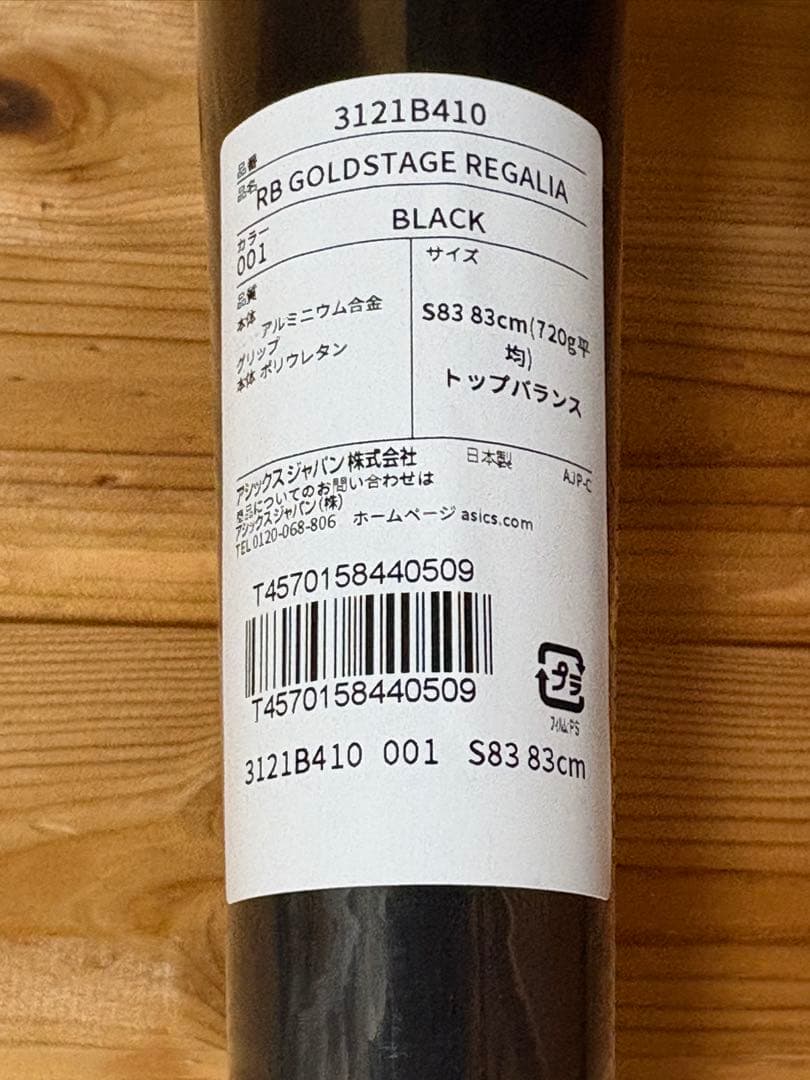 品番 3121B410
品名 RB GOLDSTAGE REGALIA
カラー
001 BLACK
品質
本体 アルミニウム合金
グリップ
本体 ポリウレタン
サイズ
S83 83cm(720g平
均)
トップバランス
アシックスジャパン株式会社 日本製 AJP-C
商品についてのお問い合わせは
アシックスジャパン(株)
TEL 0120-068-806 ホームページ asics.com
T4570158440509
T4570158440509
プラ
フィルム:PS
3121B410 001 S83 83cm